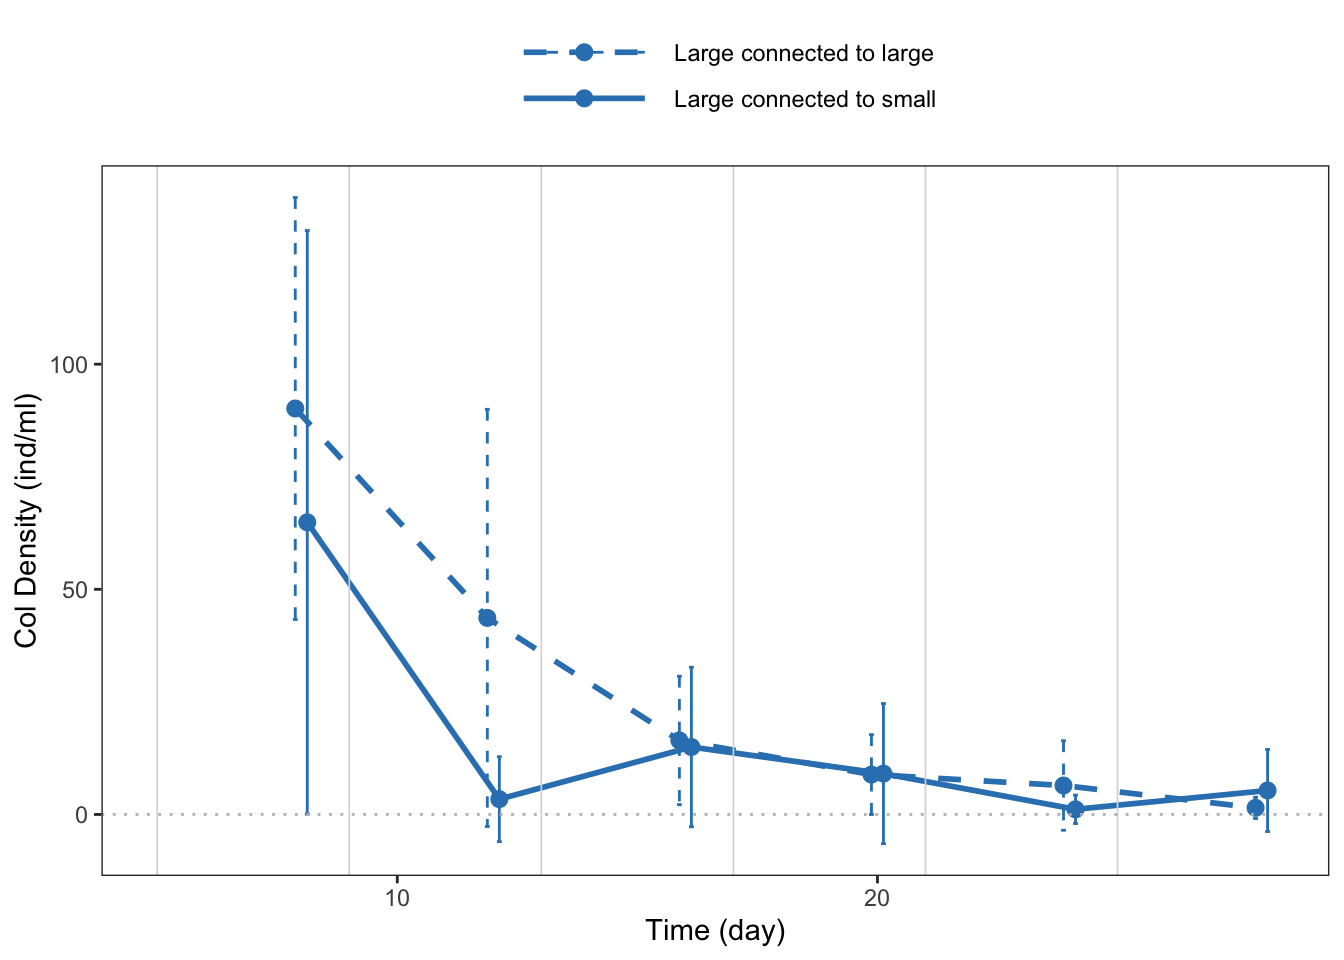 Large connected to large
Large connected to small
100
50
0
Col Density (ind/ml)
10
20
Time (day)